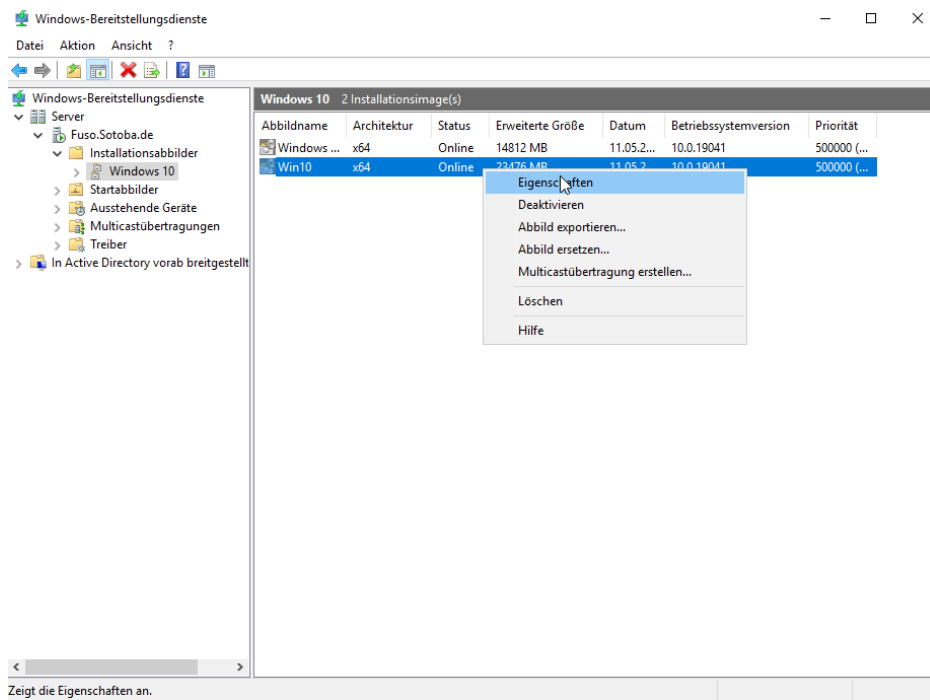 Windows-Bereitstellungsdienste
Datei Aktion Ansicht ?
Windows-Bereitstellungsdienste
Server
Fuso.Sotoba.de
Installationsabbilder
Windows 10
Startabbilder
Ausstehende Geräte
Multicastübertragungen
Treiber
In Active Directory vorab breitgestellt
Windows 10 2 Installationsimage(s)
Abbildname Architektur Status Erweiterte Größe Datum Betriebssystemversion Priorität
Windows ... x64 Online 14812 MB 11.05.2... 10.0.19041 500000 (...
Win10 x64 Online 23476 MB 11.05.2... 10.0.19041 500000 (...
Eigenschaften
Deaktivieren
Abbild exportieren...
Abbild ersetzen...
Multicastübertragung erstellen...
Löschen
Hilfe
Zeigt die Eigenschaften an.